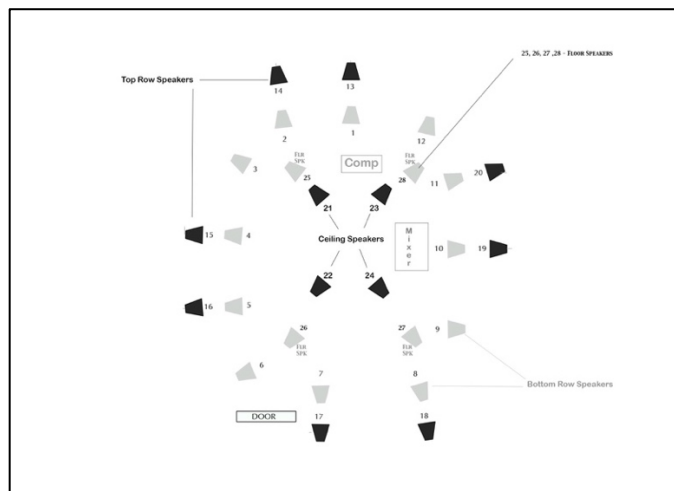 25, 26, 27 ,28 - Floor Speakers
Top Row Speakers
14
13
2
1
12
Flr
Spk
Flr
Spk
3
Comp
25
28
11
20
21
23
15
4
Ceiling Speakers
Mixer
10
19
22
24
16
5
26
27
9
Flr
Spk
Flr
Spk
6
7
8
Bottom Row Speakers
DOOR
17
18